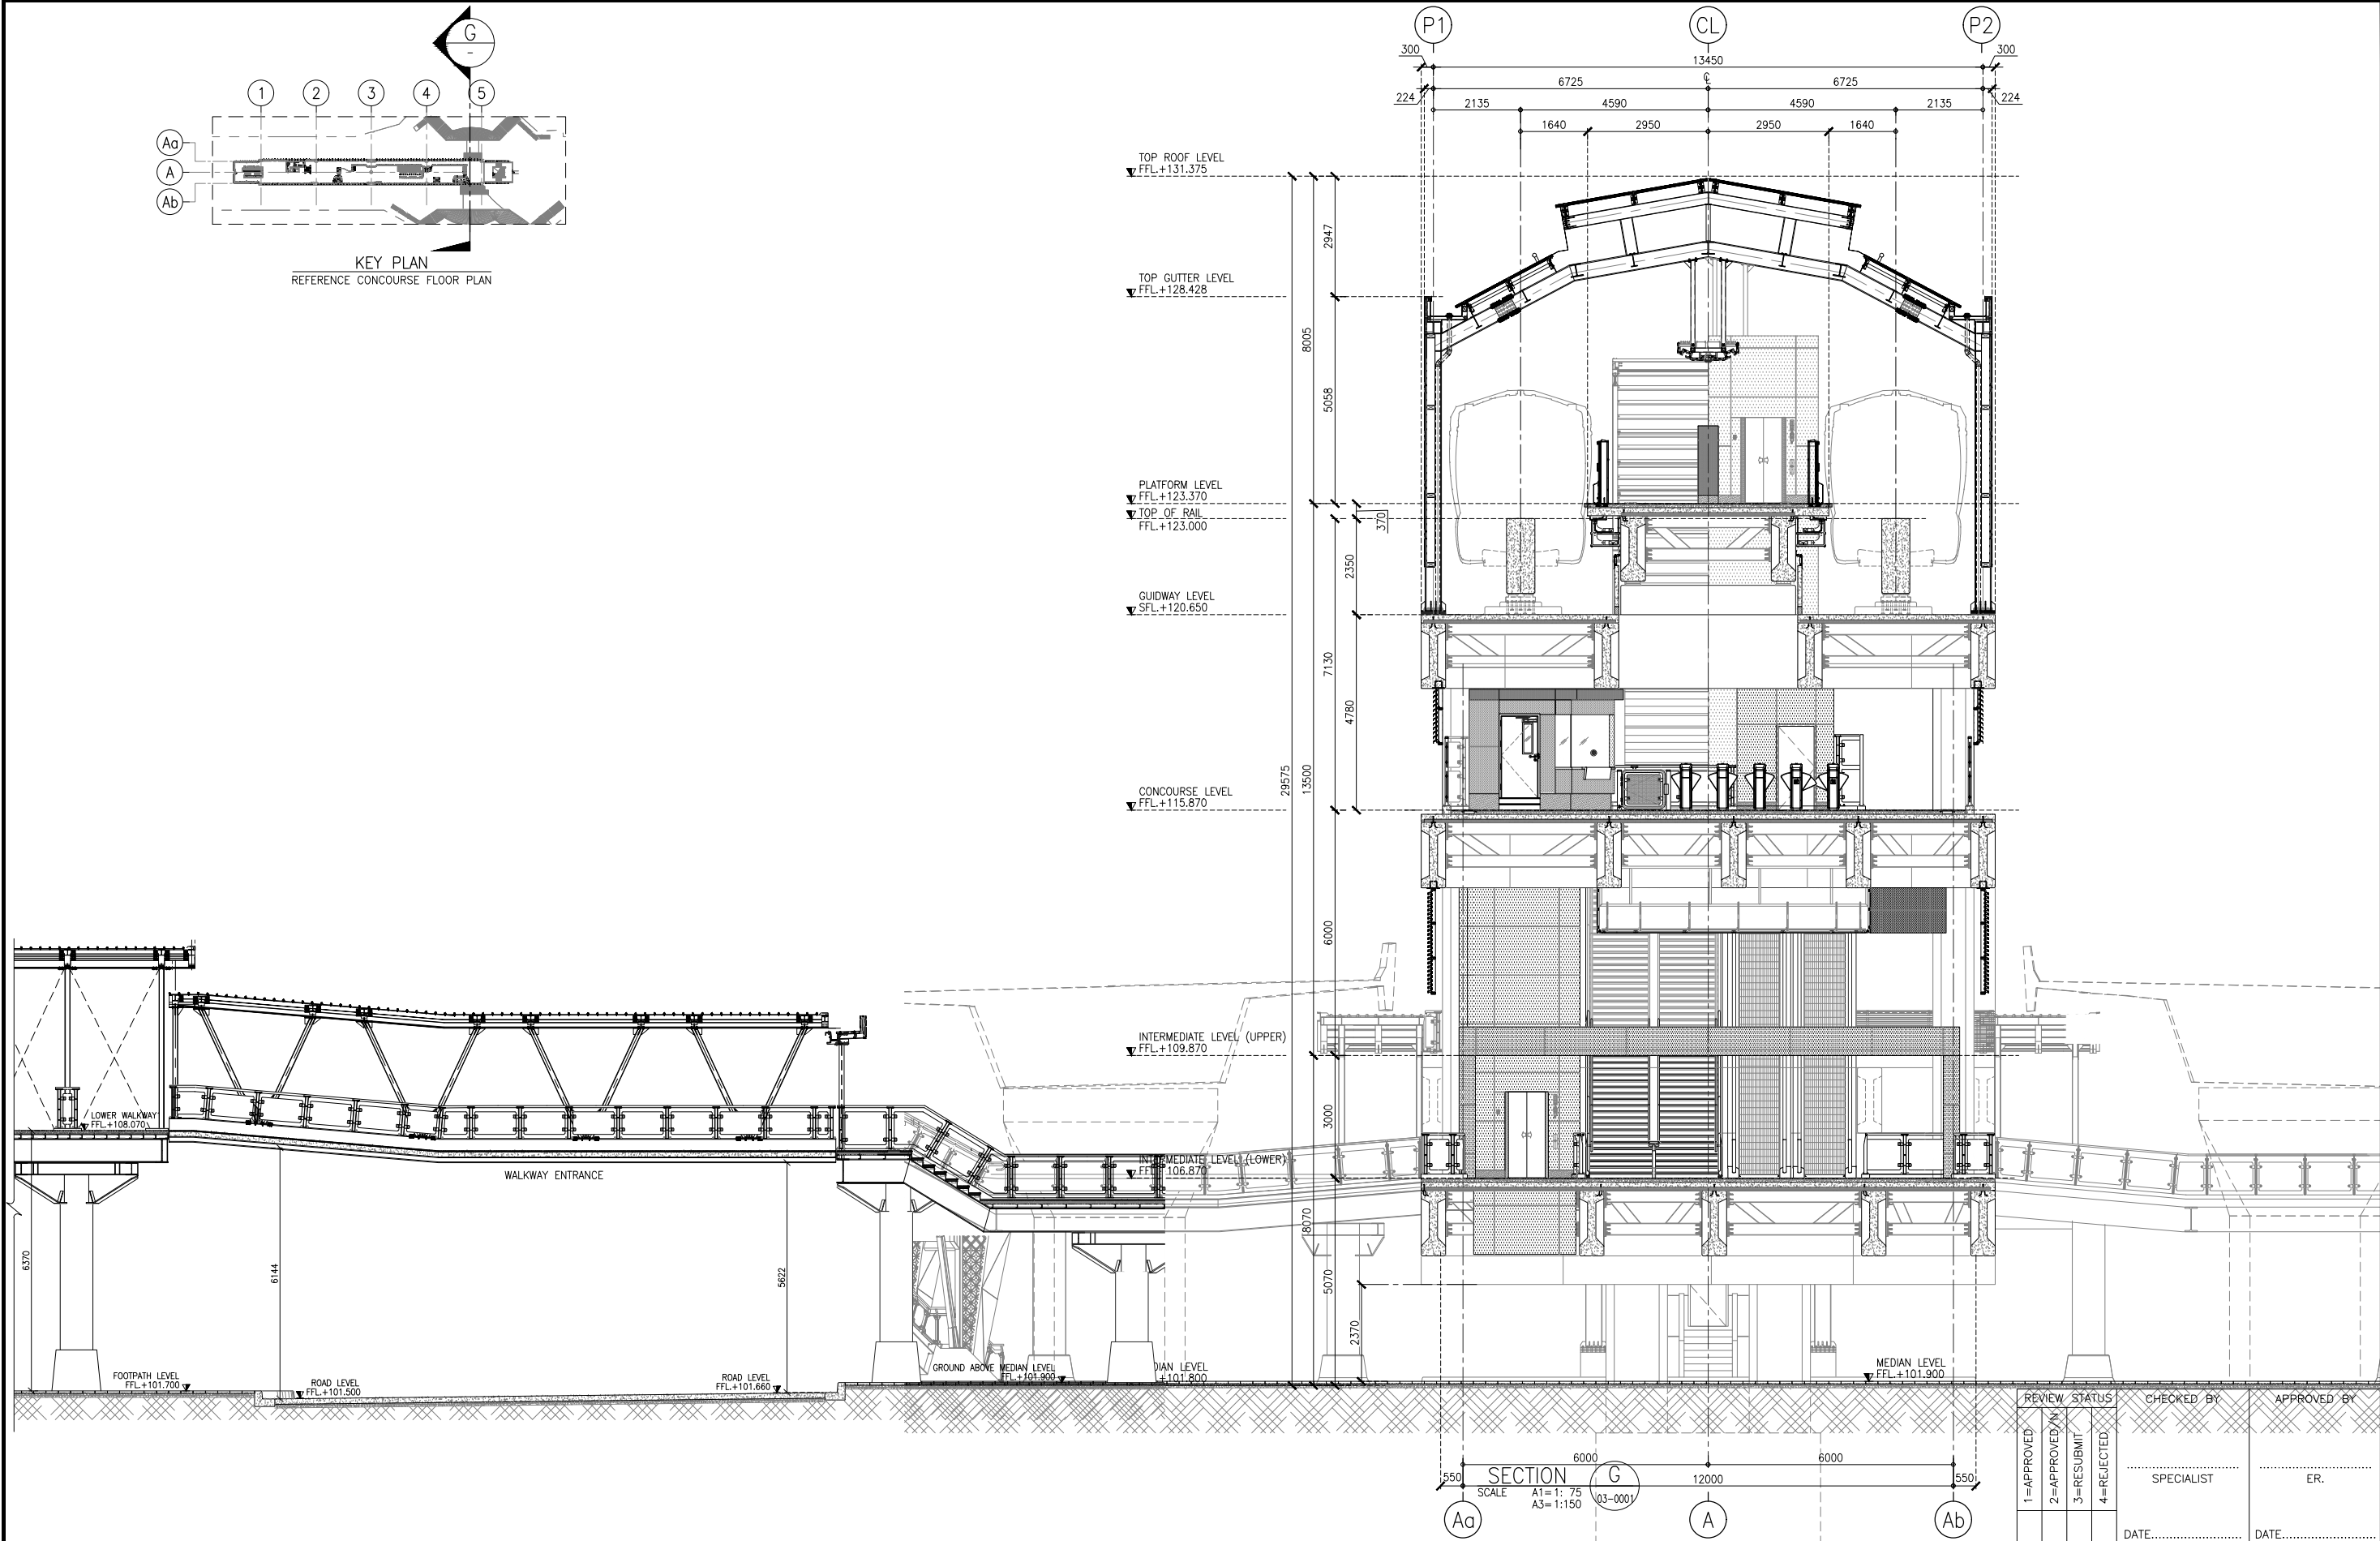 G
-
1 2 3 4 5
Aa
A
Ab
KEY PLAN
REFERENCE CONCOURSE FLOOR PLAN
P1 CL P2
300 13450 300
6725 6725
224 2135 4590 4590 2135 224
1640 2950 2950 1640
TOP ROOF LEVEL
FFL.+131.375
2947
TOP GUTTER LEVEL
FFL.+128.428
8005
5058
PLATFORM LEVEL
FFL.+123.370
TOP OF RAIL
FFL.+123.000
370
2350
GUIDWAY LEVEL
SFL.+120.650
7130
4780
29575
13500
CONCOURSE LEVEL
FFL.+115.870
6000
INTERMEDIATE LEVEL (UPPER)
FFL.+109.870
3000
INTERMEDIATE LEVEL (LOWER)
FFL.+106.870
8070
5070
2370
LOWER WALKWAY
FFL.+108.070
WALKWAY ENTRANCE
6370
6144
5622
FOOTPATH LEVEL
FFL.+101.700
ROAD LEVEL
FFL.+101.500
ROAD LEVEL
FFL.+101.660
GROUND ABOVE MEDIAN LEVEL
FFL.+101.900
DIAN LEVEL
+101.800
MEDIAN LEVEL
FFL.+101.900
6000 6000
550 12000 550
SECTION
SCALE A1=1: 75
A3=1:150
G
03-0001
Aa A Ab
REVIEW STATUS CHECKED BY APPROVED BY
1=APPROVED
2=APPROVED/N
3=RESUBMIT
4=REJECTED
SPECIALIST ER.
DATE DATE